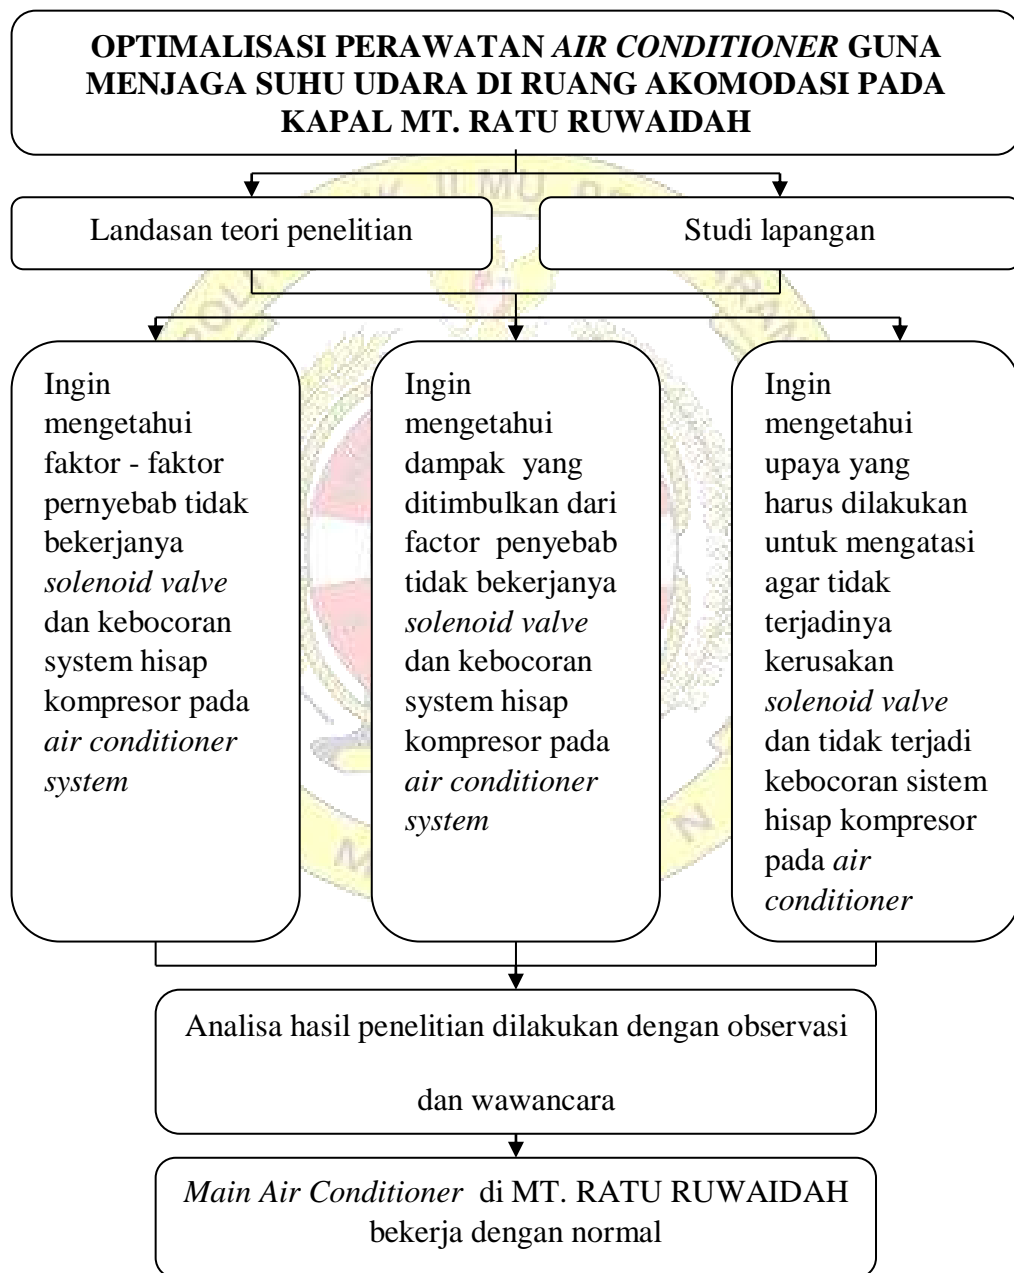 OPTIMALISASI PERAWATAN AIR CONDITIONER GUNA
MENJAGA SUHU UDARA DI RUANG AKOMODASI PADA
KAPAL MT. RATU RUWAIDAH
Landasan teori penelitian
Studi lapangan
Ingin
mengetahui
faktor - faktor
pernyebab tidak
bekerjanya
solenoid valve
dan kebocoran
system hisap
kompresor pada
air conditioner
system
Ingin
mengetahui
dampak yang
ditimbulkan dari
factor penyebab
tidak bekerjanya
solenoid valve
dan kebocoran
system hisap
kompresor pada
air conditioner
system
Ingin
mengetahui
upaya yang
harus dilakukan
untuk mengatasi
agar tidak
terjadinya
kerusakan
solenoid valve
dan tidak terjadi
kebocoran sistem
hisap kompresor
pada air
conditioner
Analisa hasil penelitian dilakukan dengan observasi
dan wawancara
Main Air Conditioner di MT. RATU RUWAIDAH
bekerja dengan normal
ILMU